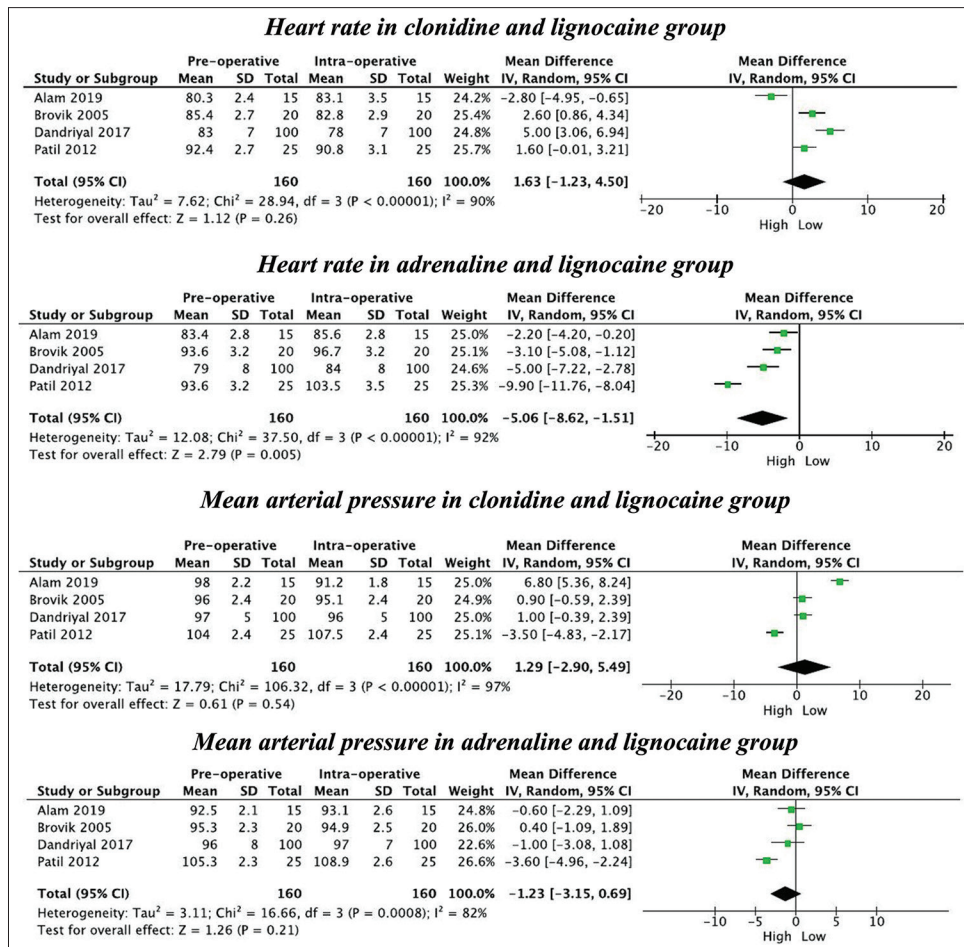 Heart rate in clonidine and lignocaine group
Pre-operative Intra-operative Mean Difference Mean Difference
Study or Subgroup Mean SD Total Mean SD Total Weight IV, Random, 95% CI IV, Random, 95% CI
Alam 2019 80.3 2.4 15 83.1 3.5 15 24.2% −2.80 [−4.95, −0.65]
Brovik 2005 85.4 2.7 20 82.8 2.9 20 25.4% 2.60 [0.86, 4.34]
Dandriyal 2017 83 7 100 78 7 100 24.8% 5.00 [3.06, 6.94]
Patil 2012 92.4 2.7 25 90.8 3.1 25 25.7% 1.60 [−0.01, 3.21]
Total (95% CI) 160 160 100.0% 1.63 [−1.23, 4.50]
Heterogeneity: Tau² = 7.62; Chi² = 28.94, df = 3 (P < 0.00001); I² = 90%
Test for overall effect: Z = 1.12 (P = 0.26)
−20 −10 0 10 20
High Low
Heart rate in adrenaline and lignocaine group
Pre-operative Intra-operative Mean Difference Mean Difference
Study or Subgroup Mean SD Total Mean SD Total Weight IV, Random, 95% CI IV, Random, 95% CI
Alam 2019 83.4 2.8 15 85.6 2.8 15 25.0% −2.20 [−4.20, −0.20]
Brovik 2005 93.6 3.2 20 96.7 3.2 20 25.1% −3.10 [−5.08, −1.12]
Dandriyal 2017 79 8 100 84 8 100 24.6% −5.00 [−7.22, −2.78]
Patil 2012 93.6 3.2 25 103.5 3.5 25 25.3% −9.90 [−11.76, −8.04]
Total (95% CI) 160 160 100.0% −5.06 [−8.62, −1.51]
Heterogeneity: Tau² = 12.08; Chi² = 37.50, df = 3 (P < 0.00001); I² = 92%
Test for overall effect: Z = 2.79 (P = 0.005)
−20 −10 0 10 20
High Low
Mean arterial pressure in clonidine and lignocaine group
Pre-operative Intra-operative Mean Difference Mean Difference
Study or Subgroup Mean SD Total Mean SD Total Weight IV, Random, 95% CI IV, Random, 95% CI
Alam 2019 98 2.2 15 91.2 1.8 15 25.0% 6.80 [5.36, 8.24]
Brovik 2005 96 2.4 20 95.1 2.4 20 24.9% 0.90 [−0.59, 2.39]
Dandriyal 2017 97 5 100 96 5 100 25.0% 1.00 [−0.39, 2.39]
Patil 2012 104 2.4 25 107.5 2.4 25 25.1% −3.50 [−4.83, −2.17]
Total (95% CI) 160 160 100.0% 1.29 [−2.90, 5.49]
Heterogeneity: Tau² = 17.79; Chi² = 106.32, df = 3 (P < 0.00001); I² = 97%
Test for overall effect: Z = 0.61 (P = 0.54)
−20 −10 0 10 20
High Low
Mean arterial pressure in adrenaline and lignocaine group
Pre-operative Intra-operative Mean Difference Mean Difference
Study or Subgroup Mean SD Total Mean SD Total Weight IV, Random, 95% CI IV, Random, 95% CI
Alam 2019 92.5 2.1 15 93.1 2.6 15 24.8% −0.60 [−2.29, 1.09]
Brovik 2005 95.3 2.3 20 94.9 2.5 20 26.0% 0.40 [−1.09, 1.89]
Dandriyal 2017 96 8 100 97 7 100 22.6% −1.00 [−3.08, 1.08]
Patil 2012 105.3 2.3 25 108.9 2.6 25 26.6% −3.60 [−4.96, −2.24]
Total (95% CI) 160 160 100.0% −1.23 [−3.15, 0.69]
Heterogeneity: Tau² = 3.11; Chi² = 16.66, df = 3 (P = 0.0008); I² = 82%
Test for overall effect: Z = 1.26 (P = 0.21)
−10 −5 0 5 10
High Low